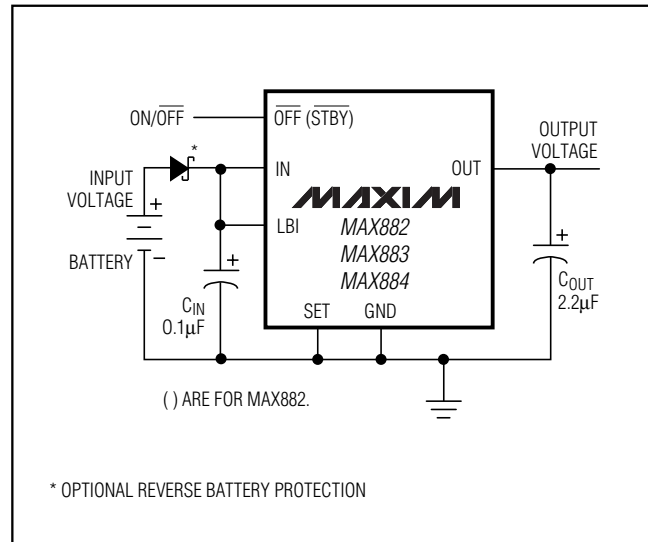 ON/OFF
OFF (STBY)
*
INPUT
VOLTAGE
+
−
BATTERY
IN
LBI
+
CIN
0.1µF
MAXIM
MAX882
MAX883
MAX884
SET
GND
OUT
OUTPUT
VOLTAGE
+
COUT
2.2µF
( ) ARE FOR MAX882.
* OPTIONAL REVERSE BATTERY PROTECTION